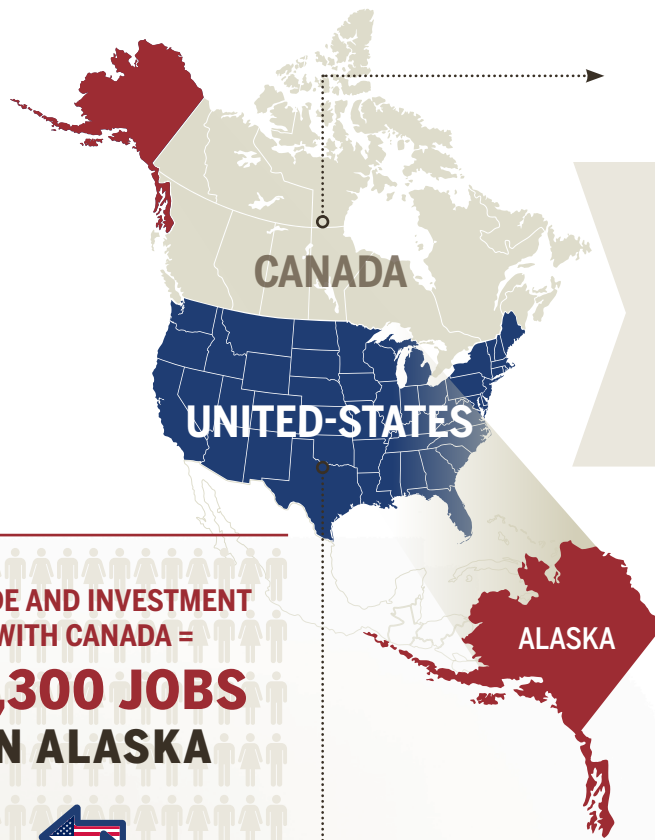 CANADA
UNITED-STATES
ALASKA
DE AND INVESTMENT
WITH CANADA =
,300 JOBS
N ALASKA